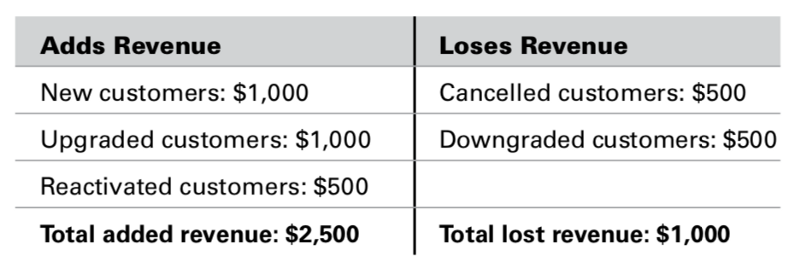 Adds Revenue
Loses Revenue
New customers: $1,000
Cancelled customers: $500
Upgraded customers: $1,000
Downgraded customers: $500
Reactivated customers: $500
Total added revenue: $2,500
Total lost revenue: $1,000